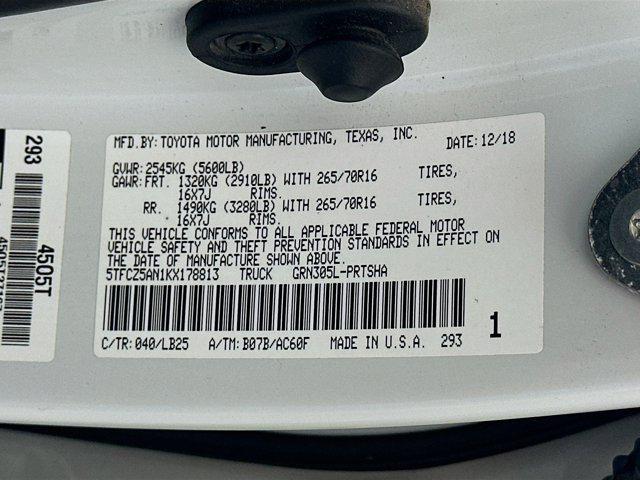 MFD.BY: TOYOTA MOTOR MANUFACTURING, TEXAS, INC. DATE: 12/18
GVWR: 2545KG (5600LB)
GAWR: FRT. 1320KG (2910LB) WITH 265/70R16 TIRES,
16X7J RIMS.
RR. 1490KG (3280LB) WITH 265/70R16 TIRES,
16X7J RIMS.
THIS VEHICLE CONFORMS TO ALL APPLICABLE FEDERAL MOTOR
VEHICLE SAFETY AND THEFT PREVENTION STANDARDS IN EFFECT ON
THE DATE OF MANUFACTURE SHOWN ABOVE.
5TFCZ5AN1KX178813 TRUCK GRN305L-PRTSHA
C/TR: 040/LB25 A/TM: B07B/AC60F MADE IN U.S.A. 293
1
293
4505T